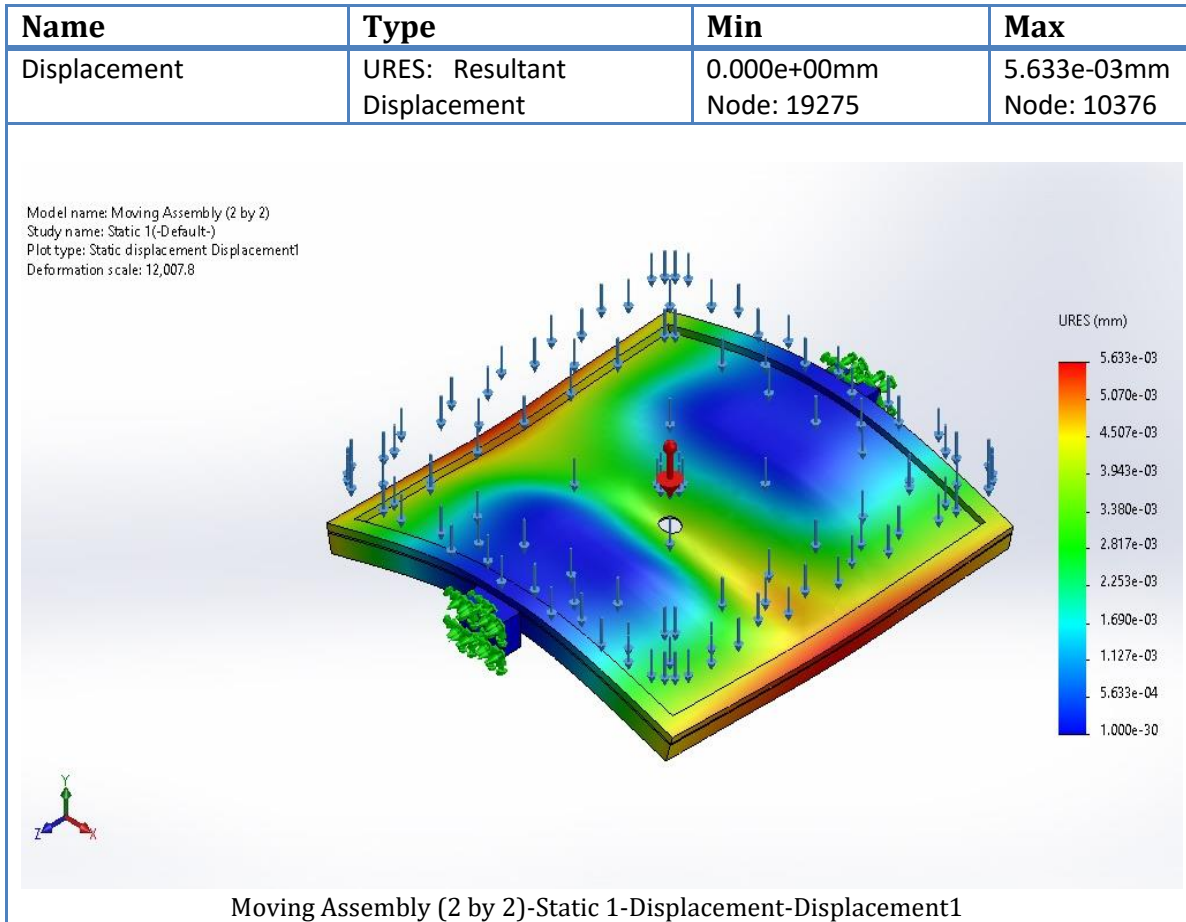 Name Type Min Max
Displacement URES: Resultant 0.000e+00mm 5.633e-03mm
Displacement Node: 19275 Node: 10376
Model name: Moving Assembly (2 by 2)
Study name: Static 1(-Default-)
Plot type: Static displacement Displacement1
Deformation scale: 12,007.8
URES (mm)
5.633e-03
5.070e-03
4.507e-03
3.943e-03
3.380e-03
2.817e-03
2.253e-03
1.690e-03
1.127e-03
5.633e-04
1.000e-30
Y
Z X
Moving Assembly (2 by 2)-Static 1-Displacement-Displacement1